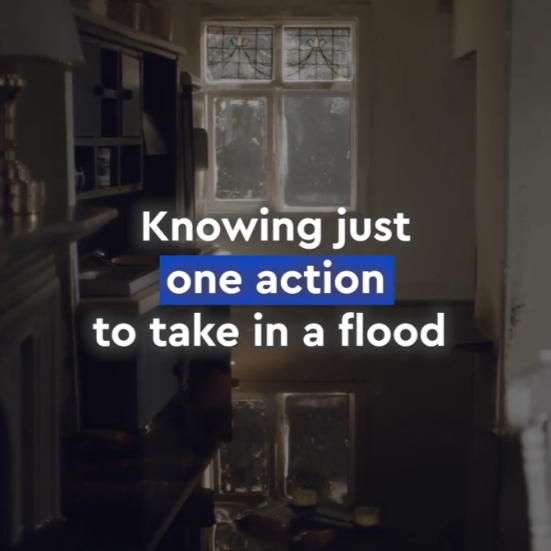 Knowing just
one action
to take in a flood